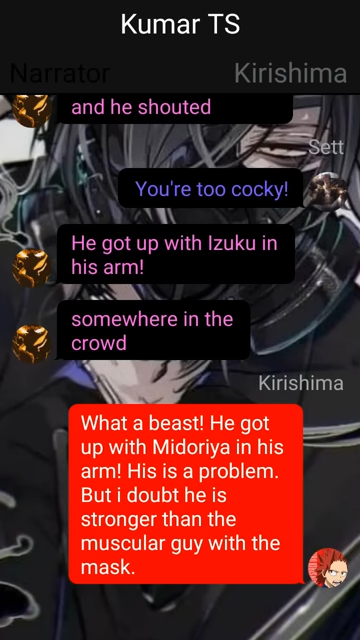 Kumar TS
Narrator
Kirishima
and he shouted
Sett
You're too cocky!
He got up with Izuku in
his arm!
somewhere in the
crowd
Kirishima
What a beast! He got
up with Midoriya in his
arm! His is a problem.
But i doubt he is
stronger than the
muscular guy with the
mask.